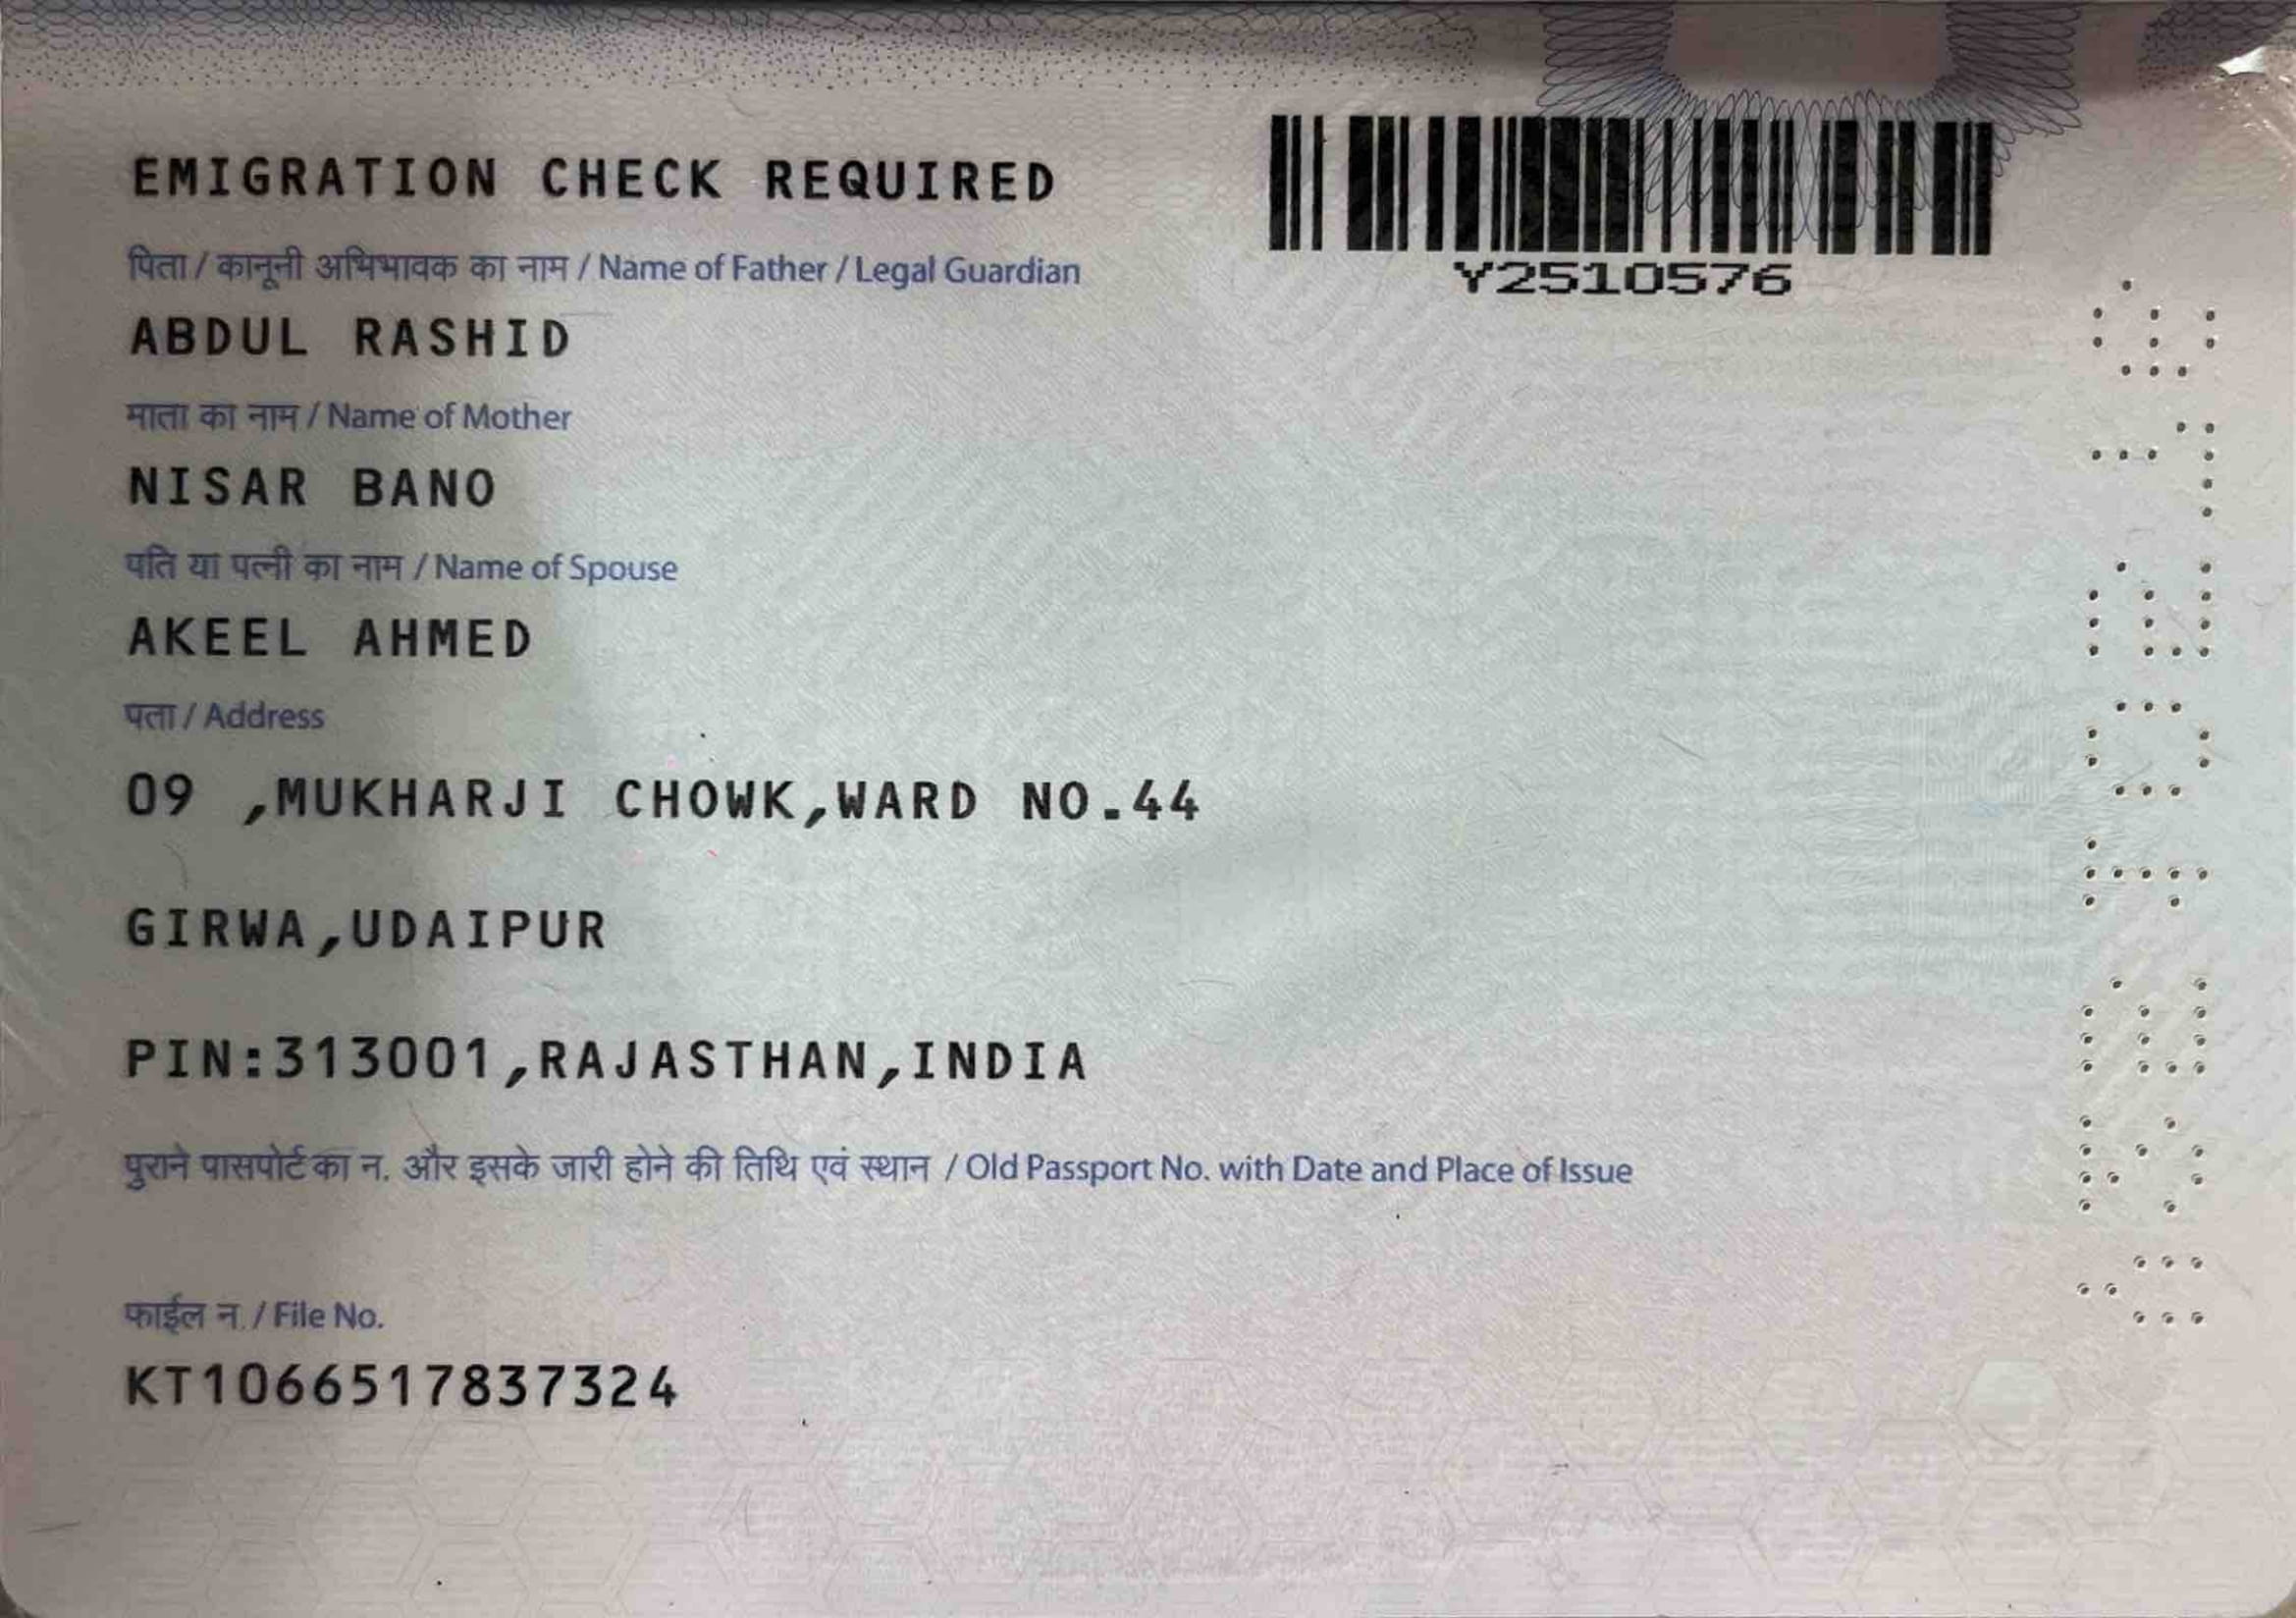 EMIGRATION CHECK REQUIRED
पिता / कानूनी अभिभावक का नाम / Name of Father / Legal Guardian
Y2510576
ABDUL RASHID
माता का नाम / Name of Mother
NISAR BANO
पति या पत्नी का नाम / Name of Spouse
AKEEL AHMED
पता / Address
09 ,MUKHARJI CHOWK,WARD NO.44
GIRWA,UDAIPUR
PIN:313001,RAJASTHAN,INDIA
पुराने पासपोर्ट का न. और इसके जारी होने की तिथि एवं स्थान / Old Passport No. with Date and Place of Issue
फाईल न. / File No.
KT1066517837324